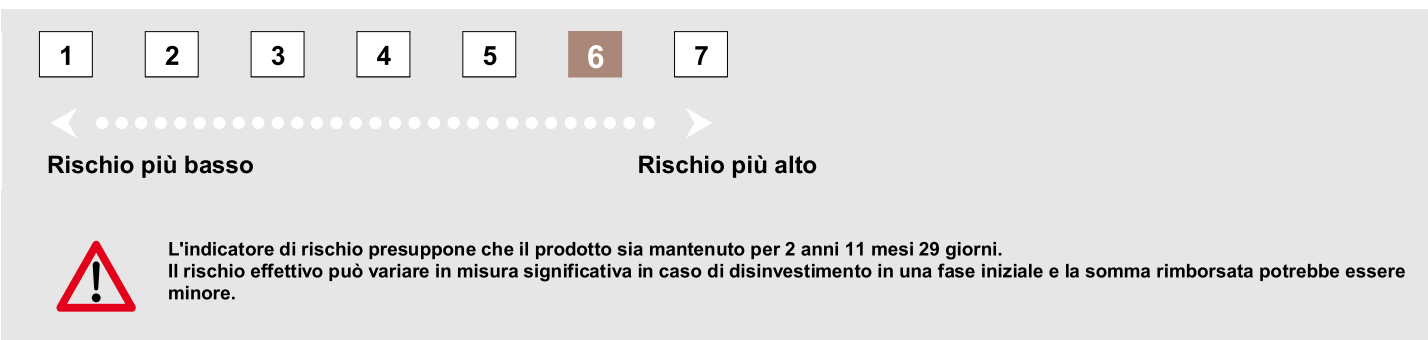 1 2 3 4 5 6 7
Rischio più basso Rischio più alto
L'indicatore di rischio presuppone che il prodotto sia mantenuto per 2 anni 11 mesi 29 giorni.
Il rischio effettivo può variare in misura significativa in caso di disinvestimento in una fase iniziale e la somma rimborsata potrebbe essere
minore.